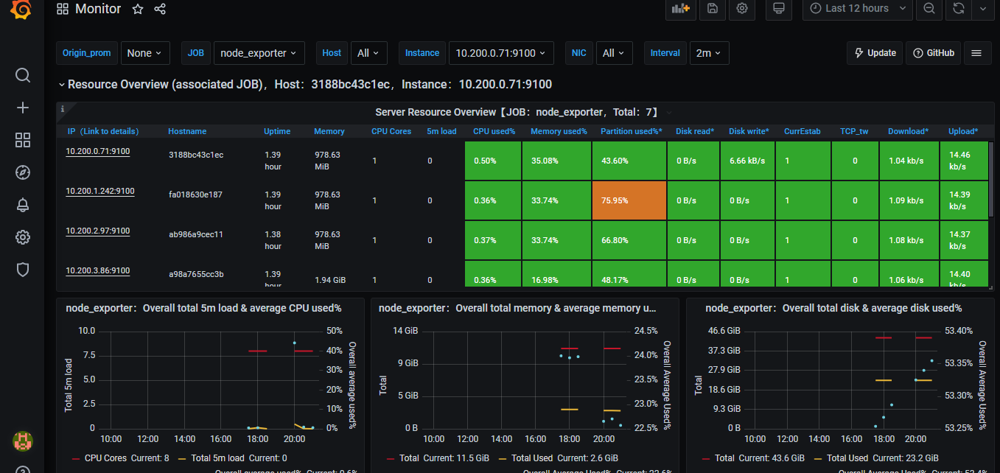 Monitor
Last 12 hours
Origin_prom None JOB node_exporter Host All Instance 10.200.0.71:9100 NIC All Interval 2m Update GitHub
Resource Overview (associated JOB)，Host：3188bc43c1ec，Instance：10.200.0.71:9100
i
Server Resource Overview【JOB：node_exporter，Total：7】
IP（Link to details） Hostname Uptime Memory CPU Cores 5m load CPU used% Memory used% Partition used%* Disk read* Disk write* CurrEstab TCP_tw Download* Upload*
10.200.0.71:9100 3188bc43c1ec 1.39 hour 978.63 MiB 1 0 0.50% 35.08% 43.60% 0 B/s 6.66 kB/s 1 0 1.04 kb/s 14.46 kb/s
10.200.1.242:9100 fa018630e187 1.39 hour 978.63 MiB 1 0 0.36% 33.74% 75.95% 0 B/s 0 B/s 1 0 1.09 kb/s 14.39 kb/s
10.200.2.97:9100 ab986a9cec11 1.38 hour 978.63 MiB 1 0 0.37% 33.74% 66.80% 0 B/s 0 B/s 1 0 1.08 kb/s 14.37 kb/s
10.200.3.86:9100 a98a7655cc3b 1.39 hour 1.94 GiB 1 0 0.36% 16.98% 48.17% 0 B/s 0 B/s 1 0 1.06 kb/s 14.40 kb/s
node_exporter：Overall total 5m load & average CPU used%
10.0
7.5
5.0
2.5
0
Total 5m load
50%
40%
30%
20%
10%
0%
Overall average used%
10:00 12:00 14:00 16:00 18:00 20:00
CPU Cores Current: 8 Total 5m load Current: 0
Overall average used% Current: 0.6%
node_exporter：Overall total memory & average memory u...
14 GiB
9 GiB
5 GiB
0 B
Total
24.5%
24.0%
23.5%
23.0%
22.5%
Overall Average Used%
10:00 12:00 14:00 16:00 18:00 20:00
Total Current: 11.5 GiB Total Used Current: 2.6 GiB
Overall Average Used% Current: 22.6%
node_exporter：Overall total disk & average disk used%
46.6 GiB
37.3 GiB
27.9 GiB
18.6 GiB
9.3 GiB
0 B
Total
53.40%
53.35%
53.30%
53.25%
Overall Average Used%
10:00 12:00 14:00 16:00 18:00 20:00
Total Current: 43.6 GiB Total Used Current: 23.2 GiB
Overall Average Used% Current: 53.4%